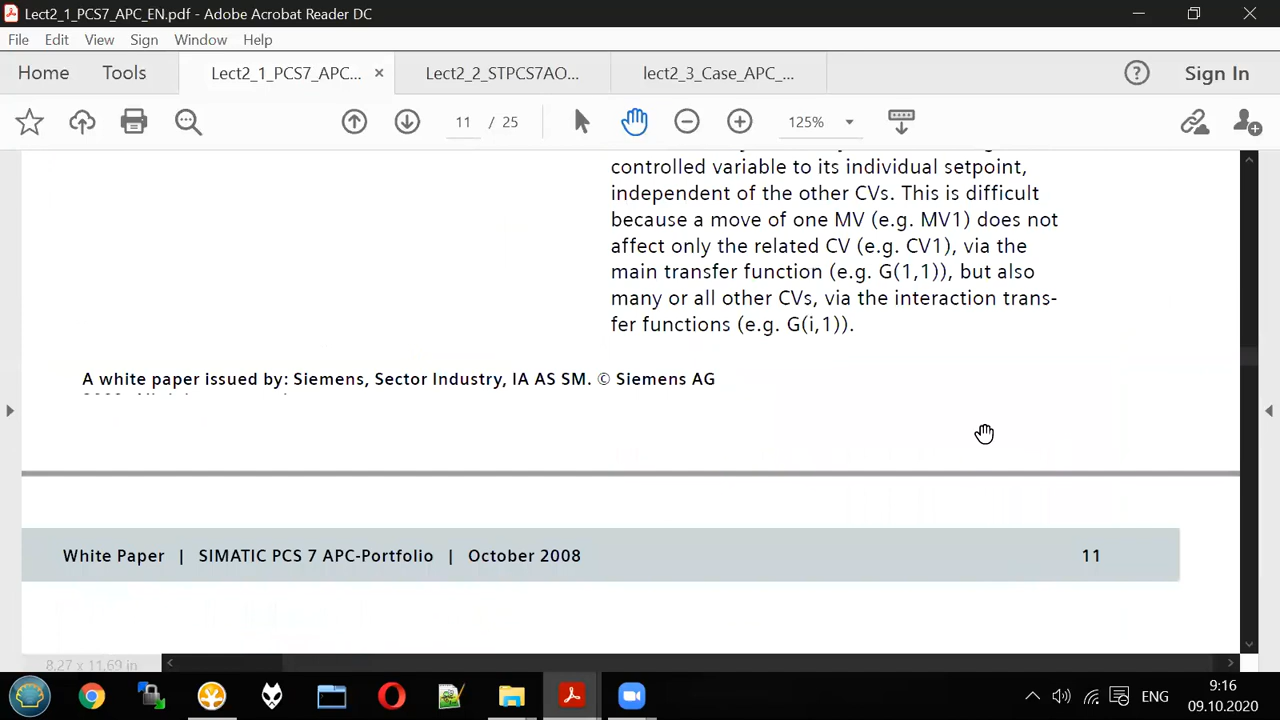 Lect2_1_PCS7_APC_EN.pdf - Adobe Acrobat Reader DC
File Edit View Sign Window Help
Home Tools Lect2_1_PCS7_APC... × Lect2_2_STPCS7AO... lect2_3_Case_APC_... Sign In
11 / 25 125%
controlled variable to its individual setpoint,
independent of the other CVs. This is difficult
because a move of one MV (e.g. MV1) does not
affect only the related CV (e.g. CV1), via the
main transfer function (e.g. G(1,1)), but also
many or all other CVs, via the interaction trans-
fer functions (e.g. G(i,1)).
A white paper issued by: Siemens, Sector Industry, IA AS SM. © Siemens AG
White Paper | SIMATIC PCS 7 APC-Portfolio | October 2008 11
8,27 x 11,69 in
ENG
9:16
09.10.2020